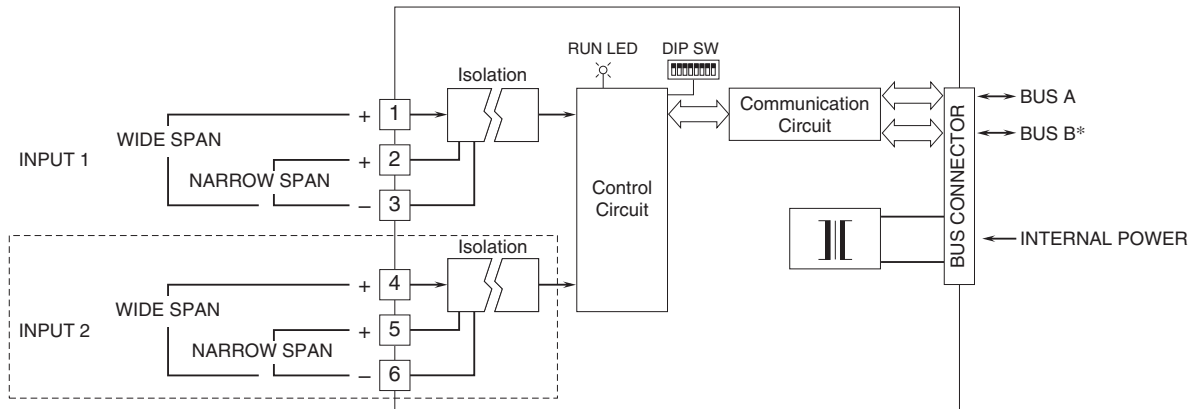 RUN LED
DIP SW
Isolation
INPUT 1
WIDE SPAN
NARROW SPAN
+ 1
+ 2
– 3
Control
Circuit
Communication
Circuit
BUS CONNECTOR
BUS A
BUS B*
INTERNAL POWER
Isolation
INPUT 2
WIDE SPAN
NARROW SPAN
+ 4
+ 5
– 6